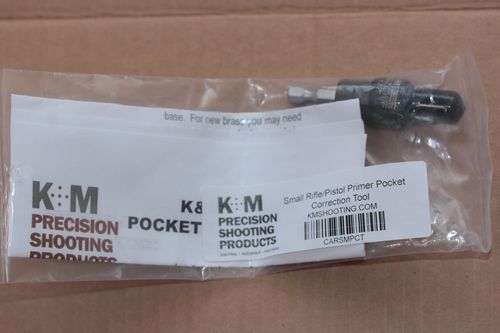 base. For new brass you may need
K&M
PRECISION
SHOOTING
PRODUCTS
K&
POCKET
K&M
PRECISION
SHOOTING
PRODUCTS
Small Rifle/Pistol Primer Pocket
Correction Tool
KMSHOOTING.COM
CARSMPCT